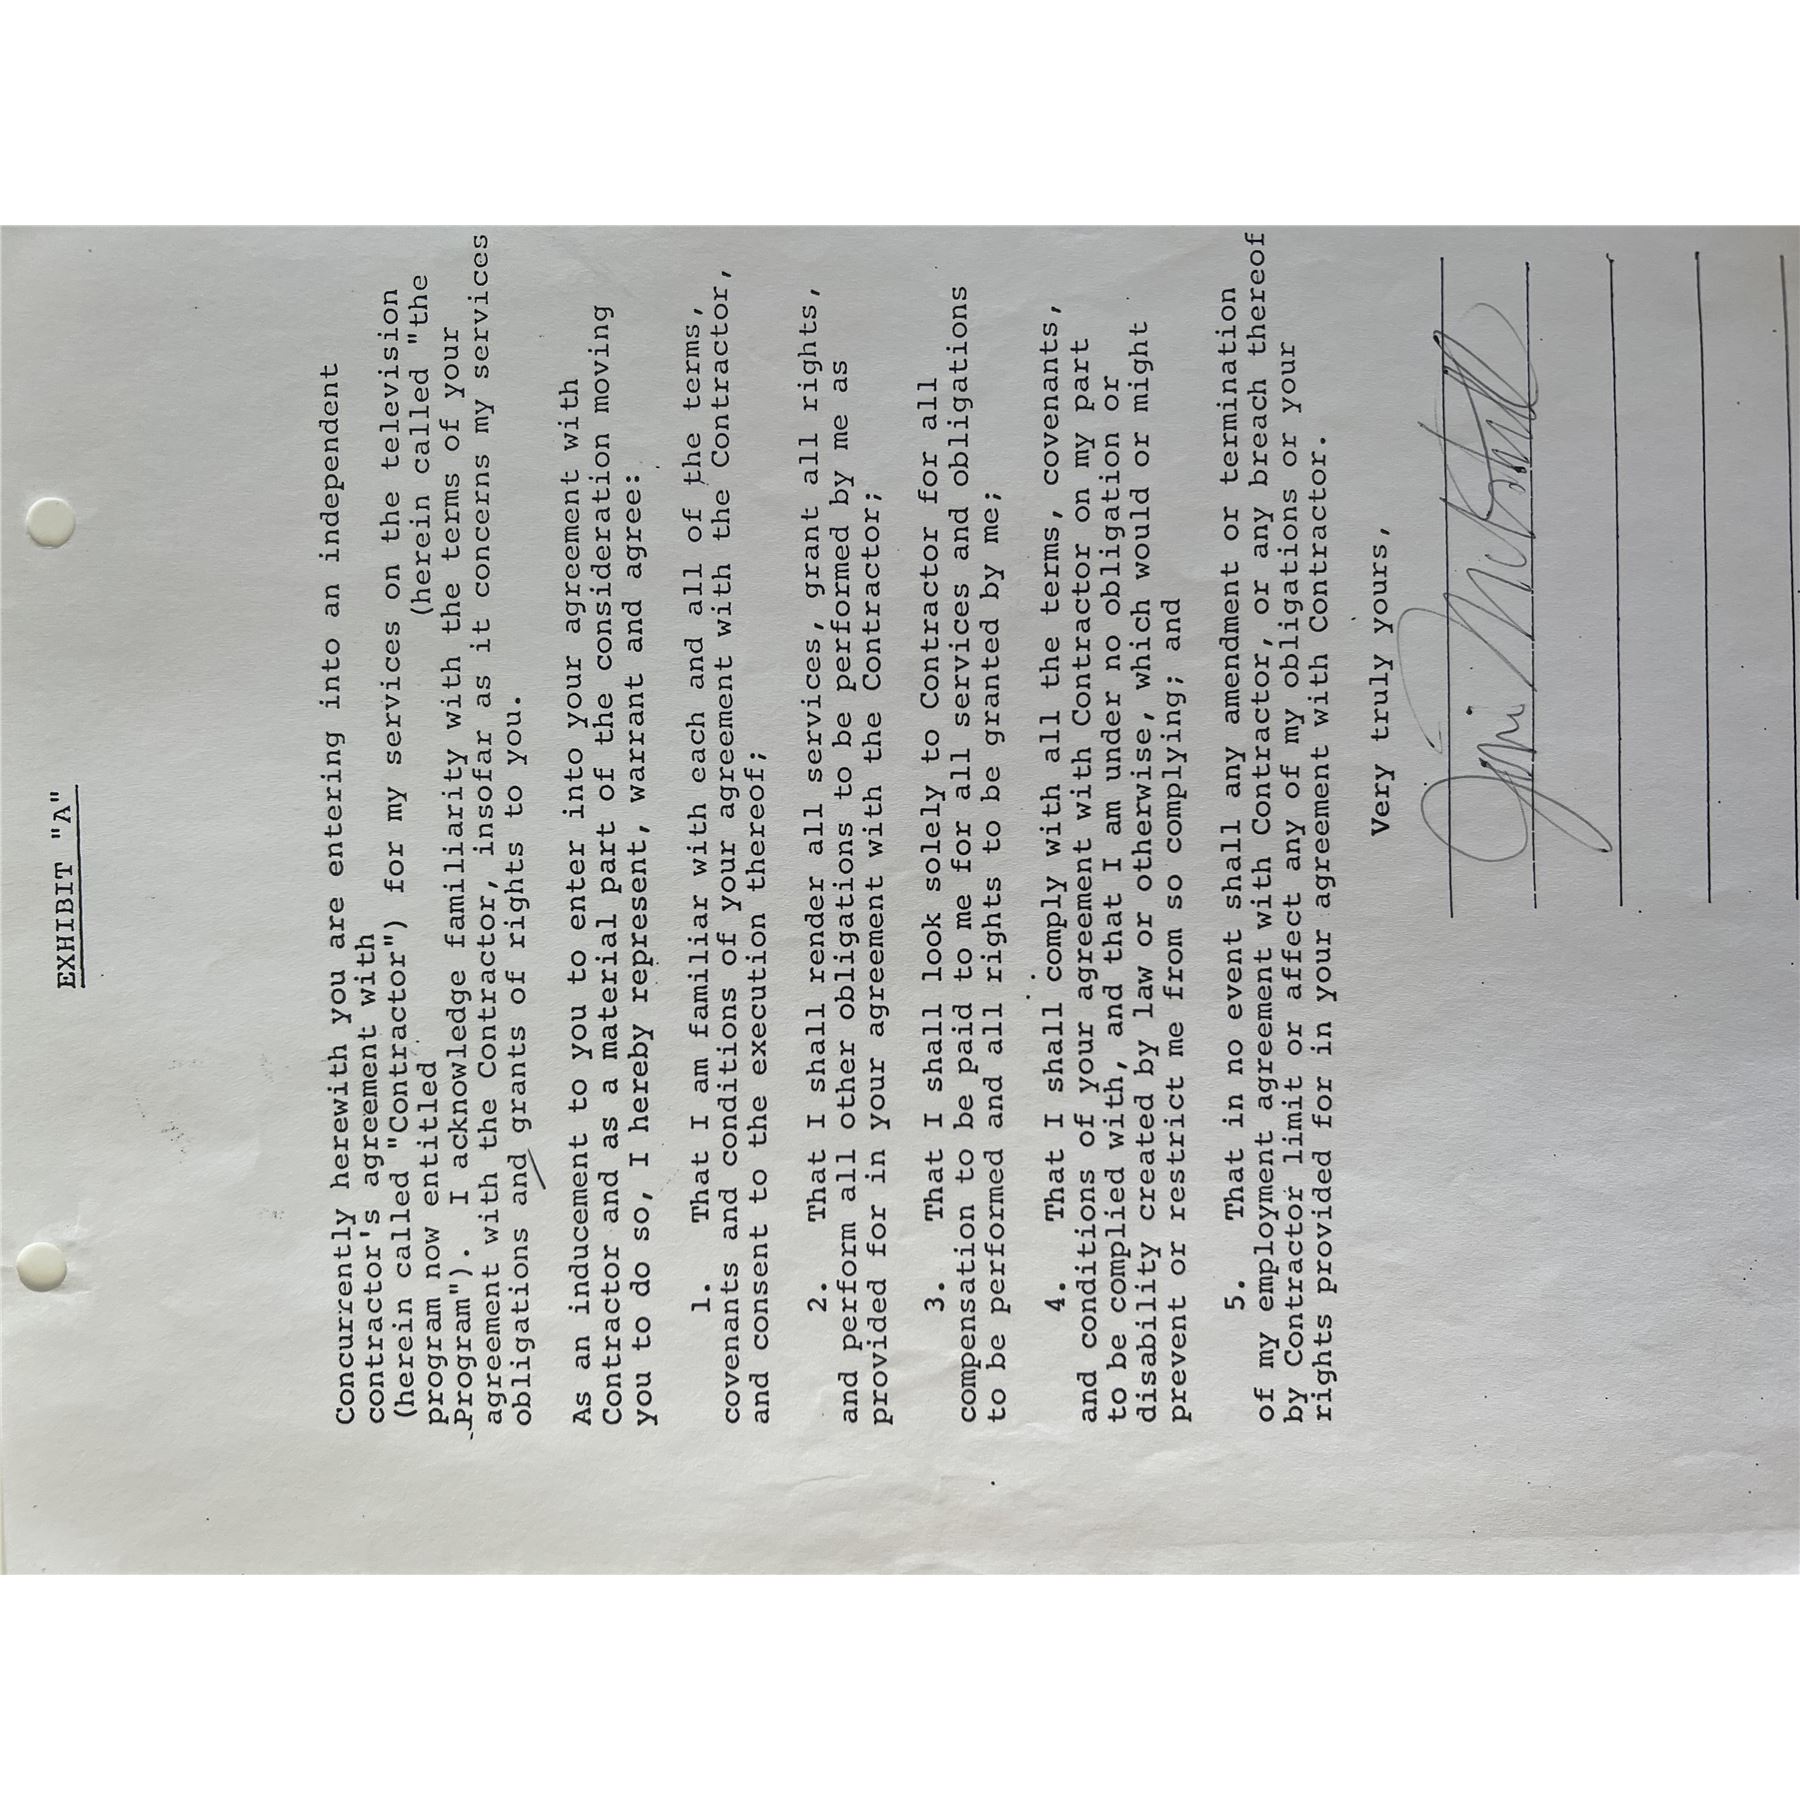 EXHIBIT "A"
Concurrently herewith you are entering into an independent
contractor's agreement with
(herein called "Contractor") for my services on the television
program now entitled (herein called "the
Program"). I acknowledge familiarity with the terms of your
agreement with the Contractor, insofar as it concerns my services
obligations and grants of rights to you.
As an inducement to you to enter into your agreement with
Contractor and as a material part of the consideration moving
you to do so, I hereby represent, warrant and agree:
1. That I am familiar with each and all of the terms,
covenants and conditions of your agreement with the Contractor,
and consent to the execution thereof;
2. That I shall render all services, grant all rights,
and perform all other obligations to be performed by me as
provided for in your agreement with the Contractor;
3. That I shall look solely to Contractor for all
compensation to be paid to me for all services and obligations
to be performed and all rights to be granted by me;
4. That I shall comply with all the terms, covenants,
and conditions of your agreement with Contractor on my part
to be complied with, and that I am under no obligation or
disability created by law or otherwise, which would or might
prevent or restrict me from so complying; and
5. That in no event shall any amendment or termination
of my employment agreement with Contractor, or any breach thereof
by Contractor limit or affect any of my obligations or your
rights provided for in your agreement with Contractor.
Very truly yours,
Joni Mitchell